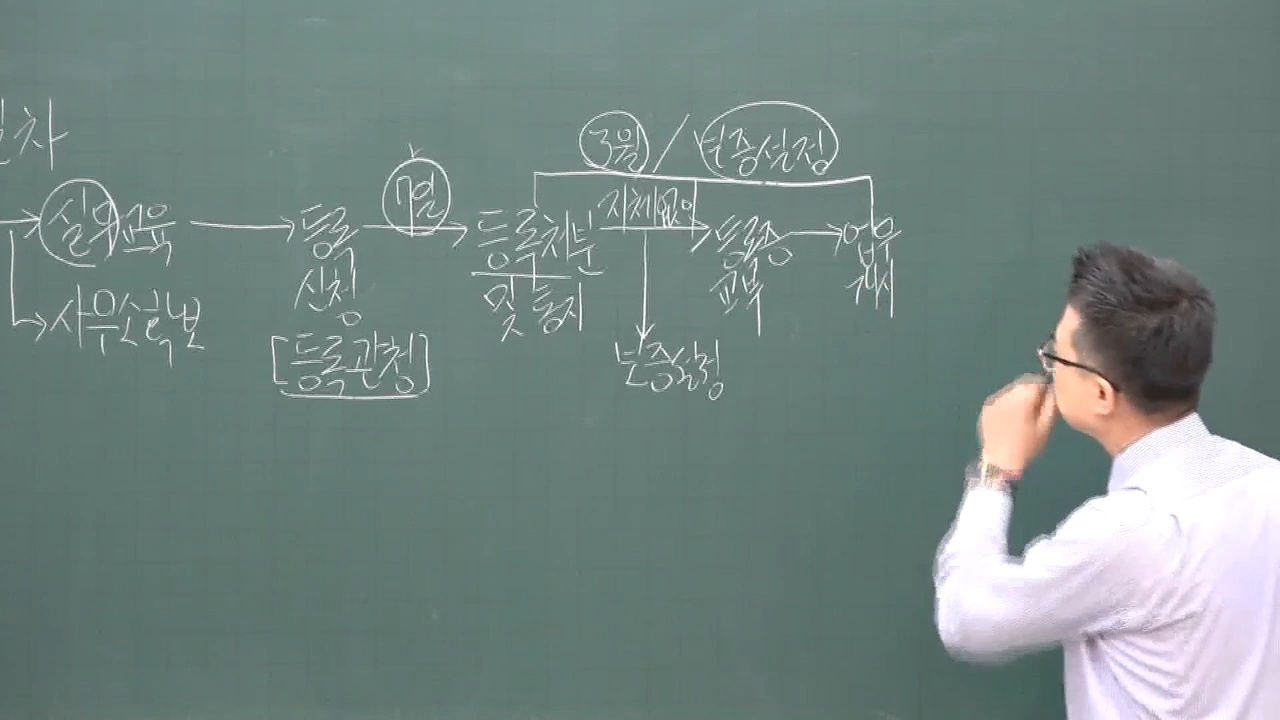 절차
3월 / 보증설정
실무교육
7일
지체없이
등록
신청
[등록관청]
등록처분
및 통지
등록증
교부
업무
개시
사무소확보
보증설정